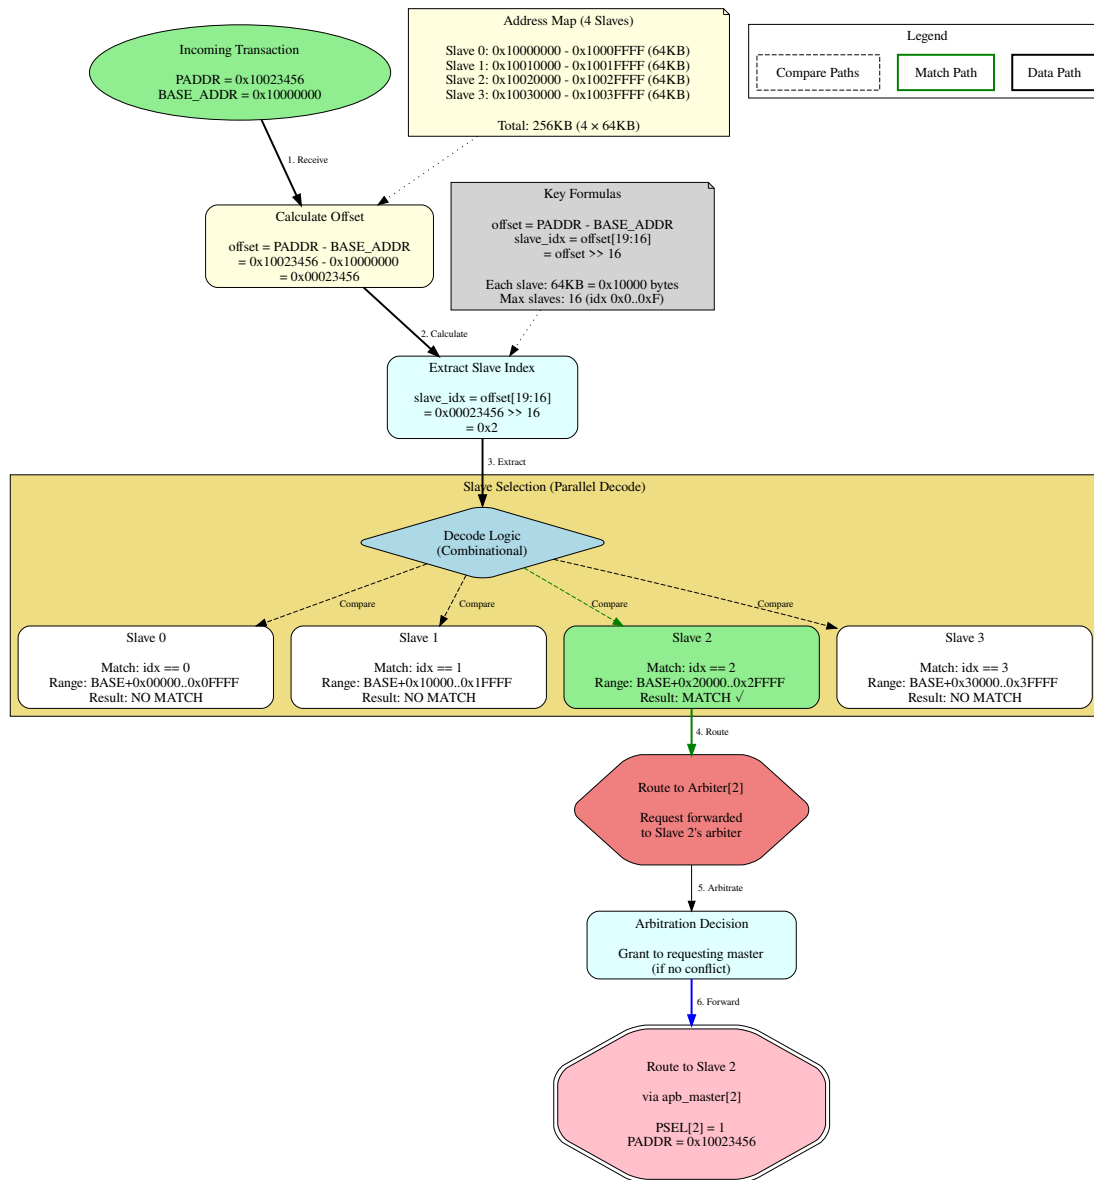 Incoming Transaction
PADDR = 0x10023456
BASE_ADDR = 0x10000000
Address Map (4 Slaves)
Slave 0: 0x10000000 - 0x1000FFFF (64KB)
Slave 1: 0x10010000 - 0x1001FFFF (64KB)
Slave 2: 0x10020000 - 0x1002FFFF (64KB)
Slave 3: 0x10030000 - 0x1003FFFF (64KB)
Total: 256KB (4 × 64KB)
Legend
Compare Paths
Match Path
Data Path
1. Receive
Calculate Offset
offset = PADDR - BASE_ADDR
= 0x10023456 - 0x10000000
= 0x00023456
Key Formulas
offset = PADDR - BASE_ADDR
slave_idx = offset[19:16]
= offset >> 16
Each slave: 64KB = 0x10000 bytes
Max slaves: 16 (idx 0x0..0xF)
2. Calculate
Extract Slave Index
slave_idx = offset[19:16]
= 0x00023456 >> 16
= 0x2
3. Extract
Slave Selection (Parallel Decode)
Decode Logic
(Combinational)
Compare
Compare
Compare
Compare
Slave 0
Match: idx == 0
Range: BASE+0x00000..0x0FFFF
Result: NO MATCH
Slave 1
Match: idx == 1
Range: BASE+0x10000..0x1FFFF
Result: NO MATCH
Slave 2
Match: idx == 2
Range: BASE+0x20000..0x2FFFF
Result: MATCH √
Slave 3
Match: idx == 3
Range: BASE+0x30000..0x3FFFF
Result: NO MATCH
4. Route
Route to Arbiter[2]
Request forwarded
to Slave 2's arbiter
5. Arbitrate
Arbitration Decision
Grant to requesting master
(if no conflict)
6. Forward
Route to Slave 2
via apb_master[2]
PSEL[2] = 1
PADDR = 0x10023456